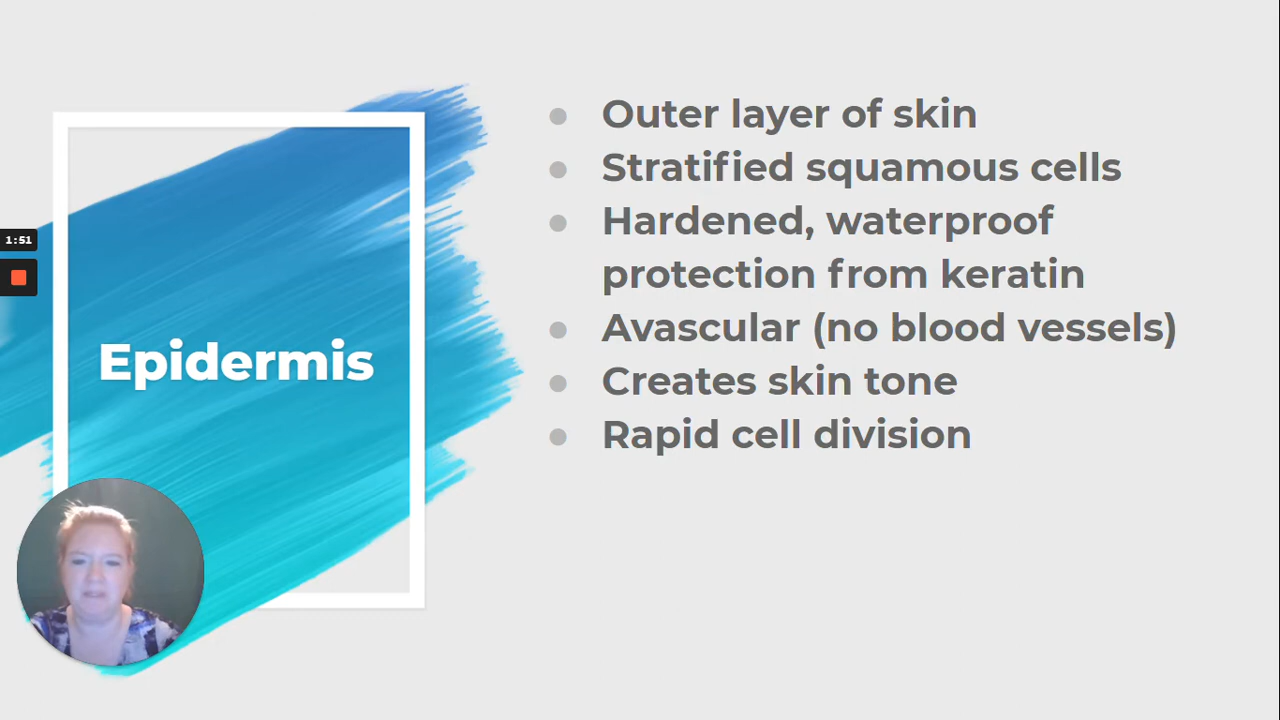 Epidermis
Outer layer of skin
Stratified squamous cells
Hardened, waterproof
protection from keratin
Avascular (no blood vessels)
Creates skin tone
Rapid cell division
1:51